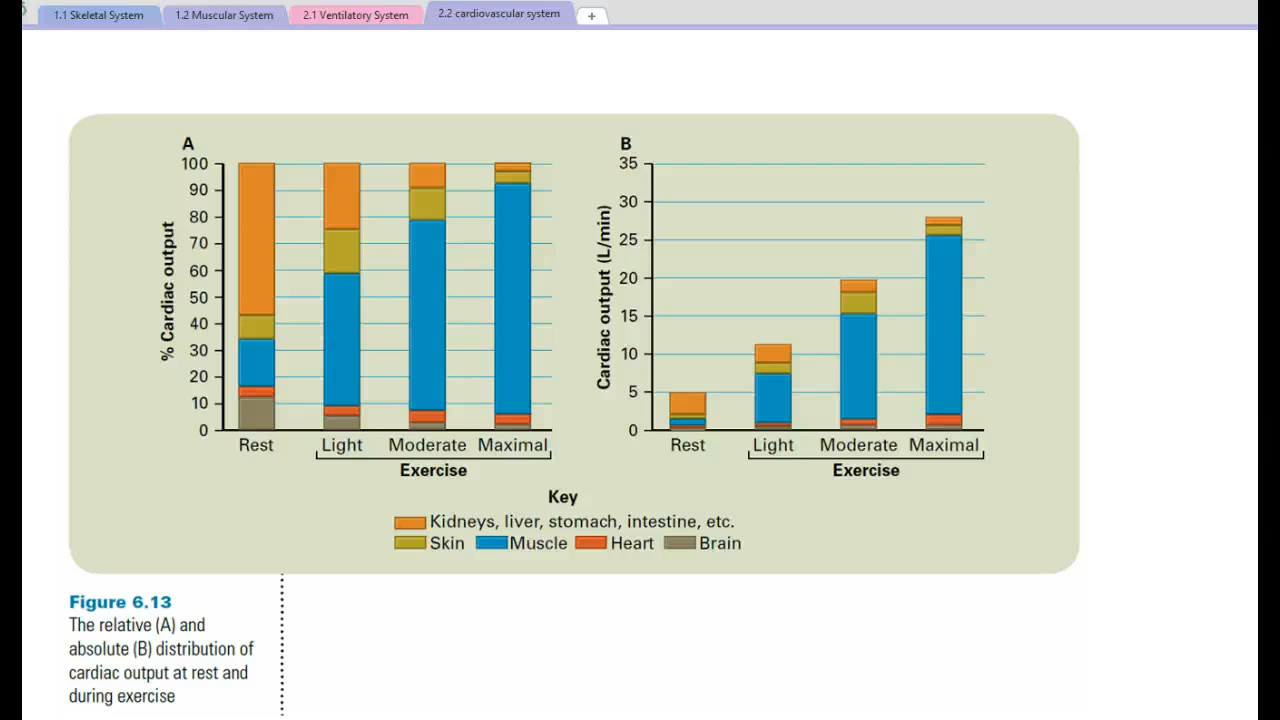 1.1 Skeletal System
1.2 Muscular System
2.1 Ventilatory System
2.2 cardiovascular system
+
A
% Cardiac output
100
90
80
70
60
50
40
30
20
10
0
Rest
Light
Moderate
Maximal
Exercise
B
Cardiac output (L/min)
35
30
25
20
15
10
5
0
Rest
Light
Moderate
Maximal
Exercise
Key
Kidneys, liver, stomach, intestine, etc.
Skin Muscle Heart Brain
Figure 6.13
The relative (A) and
absolute (B) distribution of
cardiac output at rest and
during exercise